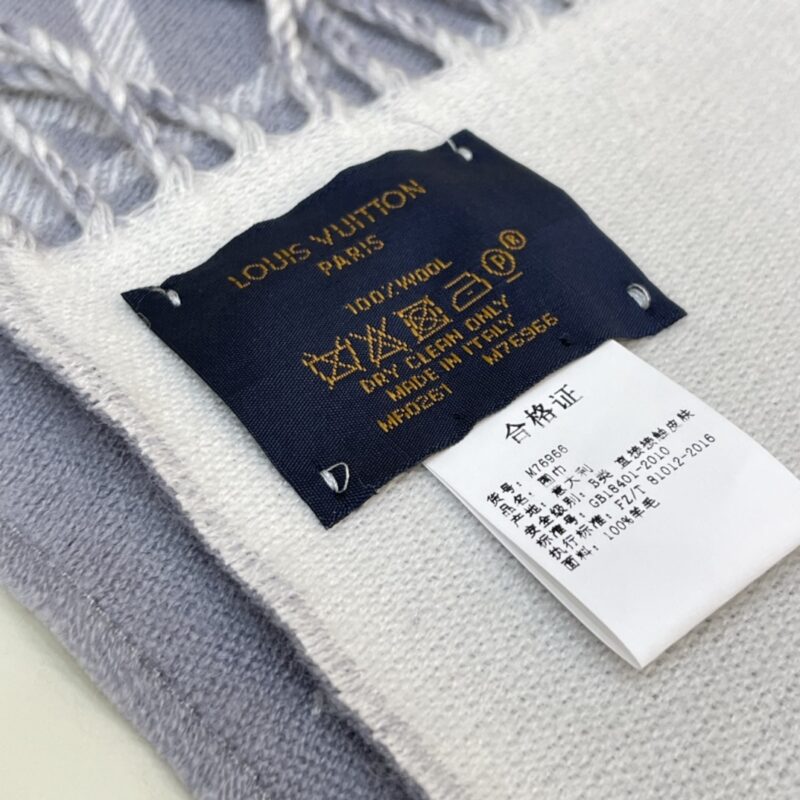 LOUIS VUITTON
PARIS
100/WOOL
P
DRY CLEAN ONLY
MADE IN ITALY
MR0261 M76966
合格证
货号: M76966
品名: 围巾
产地: 意大利
安全级别: B类 直接接触皮肤
标准号: GB18401-2010
执行标准: FZ/T 81012-2016
面料: 100%羊毛